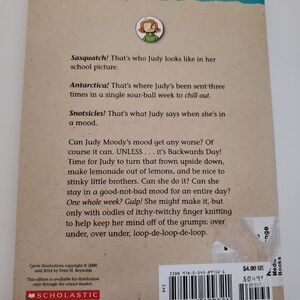 Sasquatch! That's who Judy looks like in her
school picture.
Antarctica! That's where Judy's been sent three
times in a single sour-ball week to chill out.
Snotsicles! That's what Judy says when she's in
a mood.
Can Judy Moody's mood get any worse? Of
course it can. UNLESS . . . it's Backwards Day!
Time for Judy to turn that frown upside down,
make lemonade out of lemons, and be nice to
stinky little brothers. Can she do it? Can she
stay in a good-not-bad mood for an entire day?
One whole week? Gulp! She might make it, but
only with oodles of itchy-twitchy finger knitting
to help keep her mind off of the gumps: over
under, over under, loop-de-loop-de-loop.
Cover illustrations copyright © 2008
and 2014 by Peter H. Reynolds
This edition is available for distribution
only through the school market.
SCHOLASTIC
$4.99 US
Media
Books